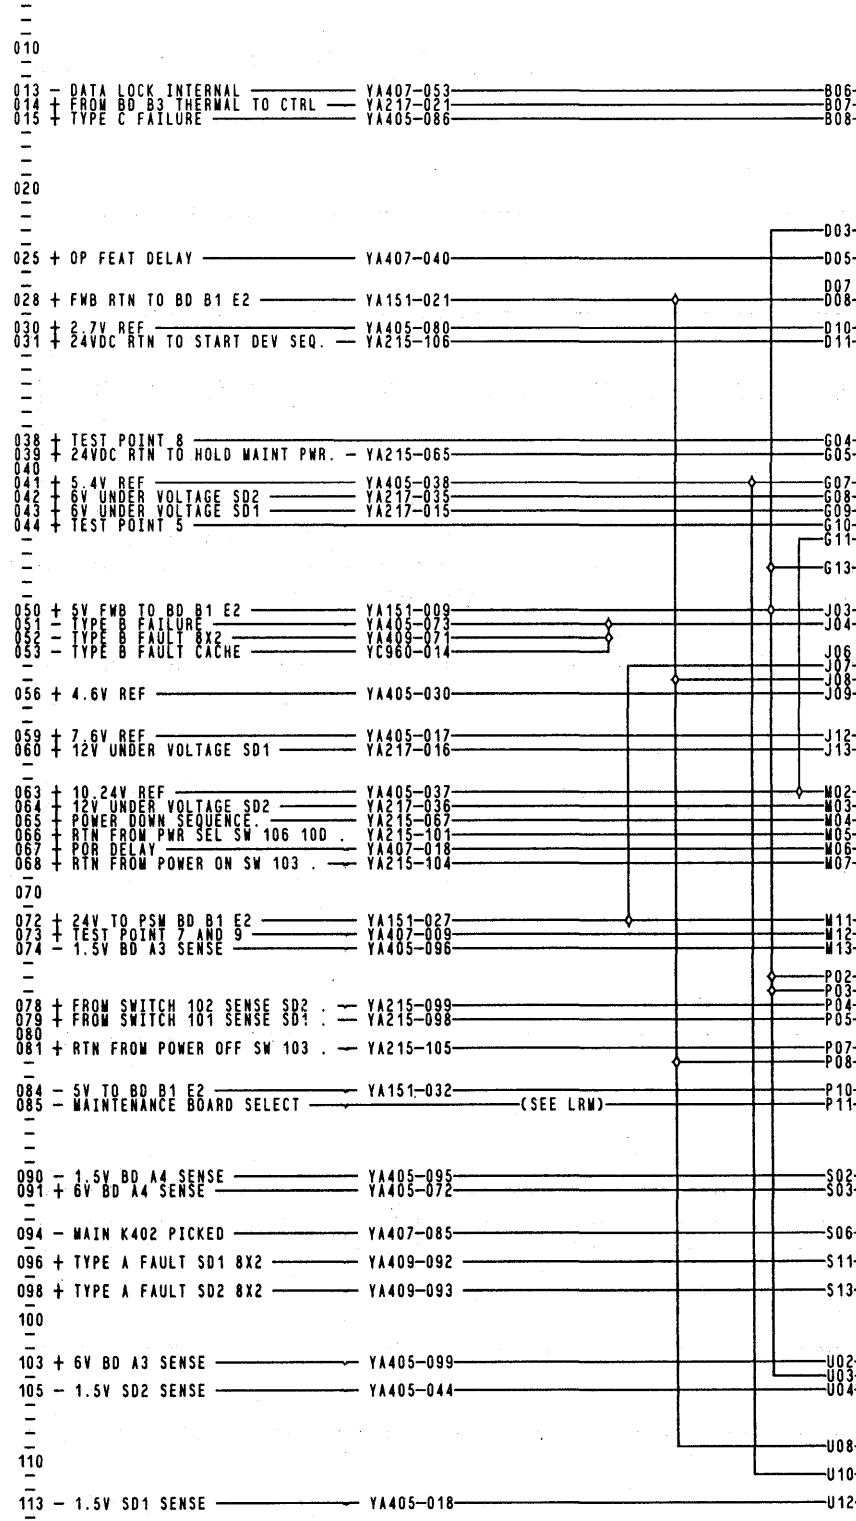 010
013 - DATA LOCK INTERNAL YA407-053 B06
014 + FROM BD B3 THERMAL TO CTRL YA217-021 B07
015 + TYPE C FAILURE YA405-086 B08
020
D03
025 + OP FEAT DELAY YA407-040 D05
D07
028 + FWB RTN TO BD B1 E2 YA151-021 D08
030 + 2.7V REF YA405-080 D10
031 + 24VDC RTN TO START DEV SEQ. YA215-106 D11
038 + TEST POINT 8 G04
039 + 24VDC RTN TO HOLD MAINT PWR. YA215-065 G05
040
041 + 5.4V REF YA405-038 G07
042 + 6V UNDER VOLTAGE SD2 YA217-035 G08
043 + 6V UNDER VOLTAGE SD1 YA217-015 G09
044 + TEST POINT 5 G10
G11
G13
050 + 5V FWB TO BD B1 E2 YA151-009 J03
051 - TYPE B FAILURE YA405-073 J04
052 - TYPE B FAULT 8X2 YA409-071
053 - TYPE B FAULT CACHE YC960-014 J06
J07
J08
056 + 4.6V REF YA405-030 J09
059 + 7.6V REF YA405-017 J12
060 + 12V UNDER VOLTAGE SD1 YA217-016 J13
063 + 10.24V REF YA405-037 M02
064 + 12V UNDER VOLTAGE SD2 YA217-036 M03
065 + POWER DOWN SEQUENCE. YA215-067 M04
066 + RTN FROM PWR SEL SW 106 100 . YA215-101 M05
067 + POR DELAY YA407-018 M06
068 + RTN FROM POWER ON SW 103 . YA215-104 M07
070
072 + 24V TO PSM BD B1 E2 YA151-027 M11
073 + TEST POINT 7 AND 9 YA407-009 M12
074 - 1.5V BD A3 SENSE YA405-096 M13
P02
P03
078 + FROM SWITCH 102 SENSE SD2 . YA215-099 P04
079 + FROM SWITCH 101 SENSE SD1 . YA215-098 P05
080
081 + RTN FROM POWER OFF SW 103 . YA215-105 P07
P08
084 - 5V TO BD B1 E2 YA151-032 P10
085 - MAINTENANCE BOARD SELECT (SEE LRM) P11
090 - 1.5V BD A4 SENSE YA405-095 S02
091 + 6V BD A4 SENSE YA405-072 S03
094 - MAIN K402 PICKED YA407-085 S06
096 + TYPE A FAULT SD1 8X2 YA409-092 S11
098 + TYPE A FAULT SD2 8X2 YA409-093 S13
100
103 + 6V BD A3 SENSE YA405-099 U02
U03
105 - 1.5V SD2 SENSE YA405-044 U04
U08
110
U10
113 - 1.5V SD1 SENSE YA405-018 U12